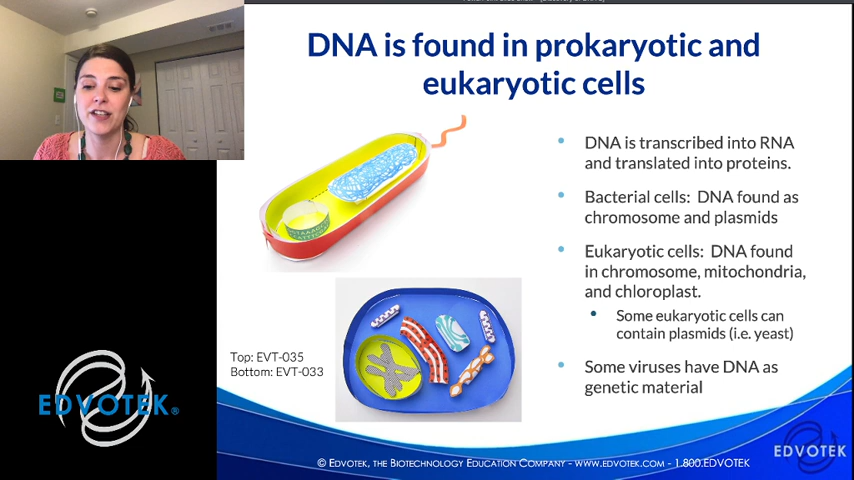 DNA is found in prokaryotic and
eukaryotic cells
DNA is transcribed into RNA
and translated into proteins.
Bacterial cells: DNA found as
chromosome and plasmids
Eukaryotic cells: DNA found
in chromosome, mitochondria,
and chloroplast.
Some eukaryotic cells can
contain plasmids (i.e. yeast)
Some viruses have DNA as
genetic material
Top: EVT-035
Bottom: EVT-033
EDVOTEK®
EDVOTEK
© EDVOTEK, THE BIOTECHNOLOGY EDUCATION COMPANY - WWW.EDVOTEK.COM - 1.800.EDVOTEK